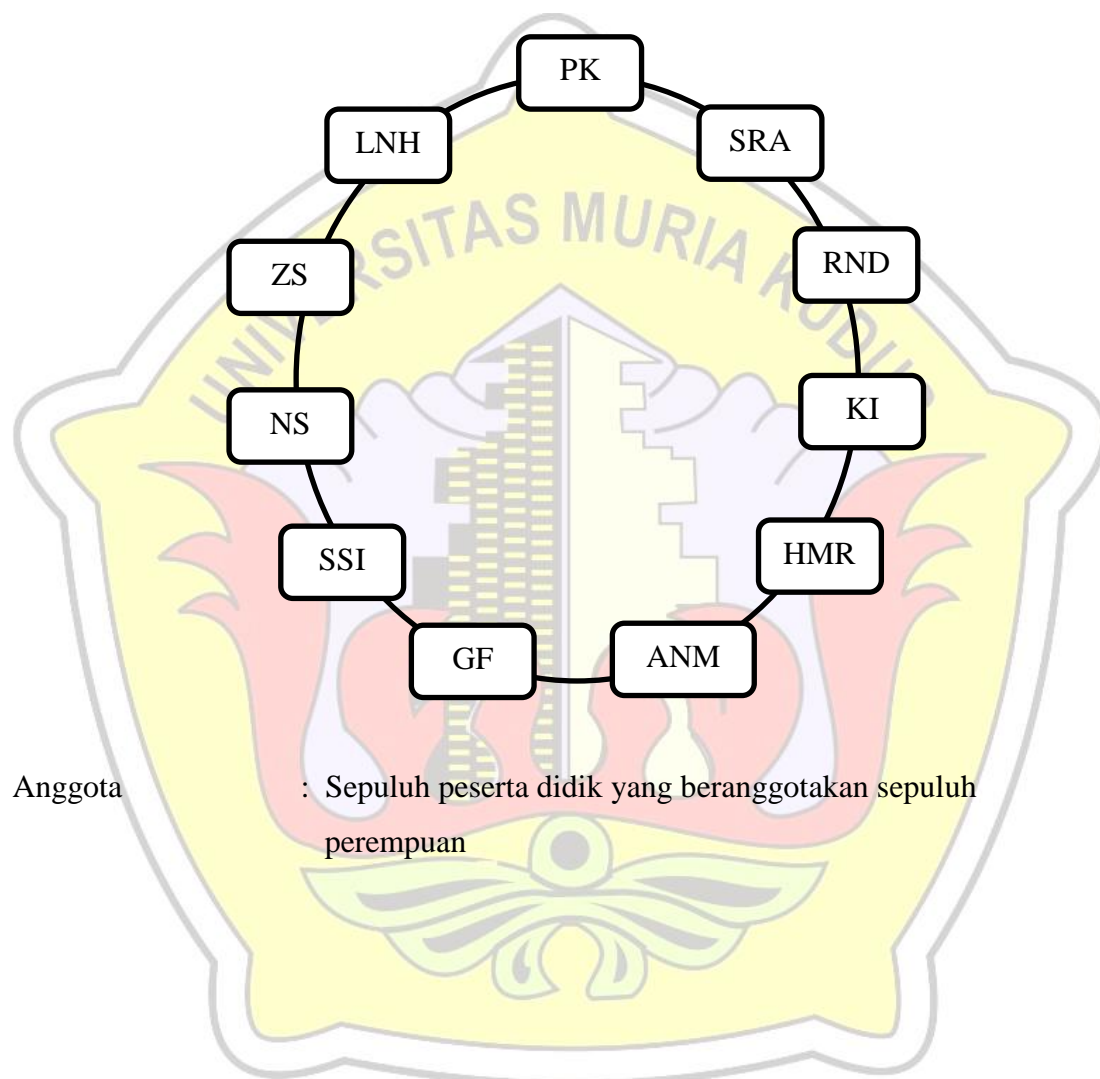 PK
LNH
SRA
ZS
RND
NS
KI
SSI
HMR
GF
ANM
UNIVERSITAS MURIA KUDUS
Anggota : Sepuluh peserta didik yang beranggotakan sepuluh
perempuan